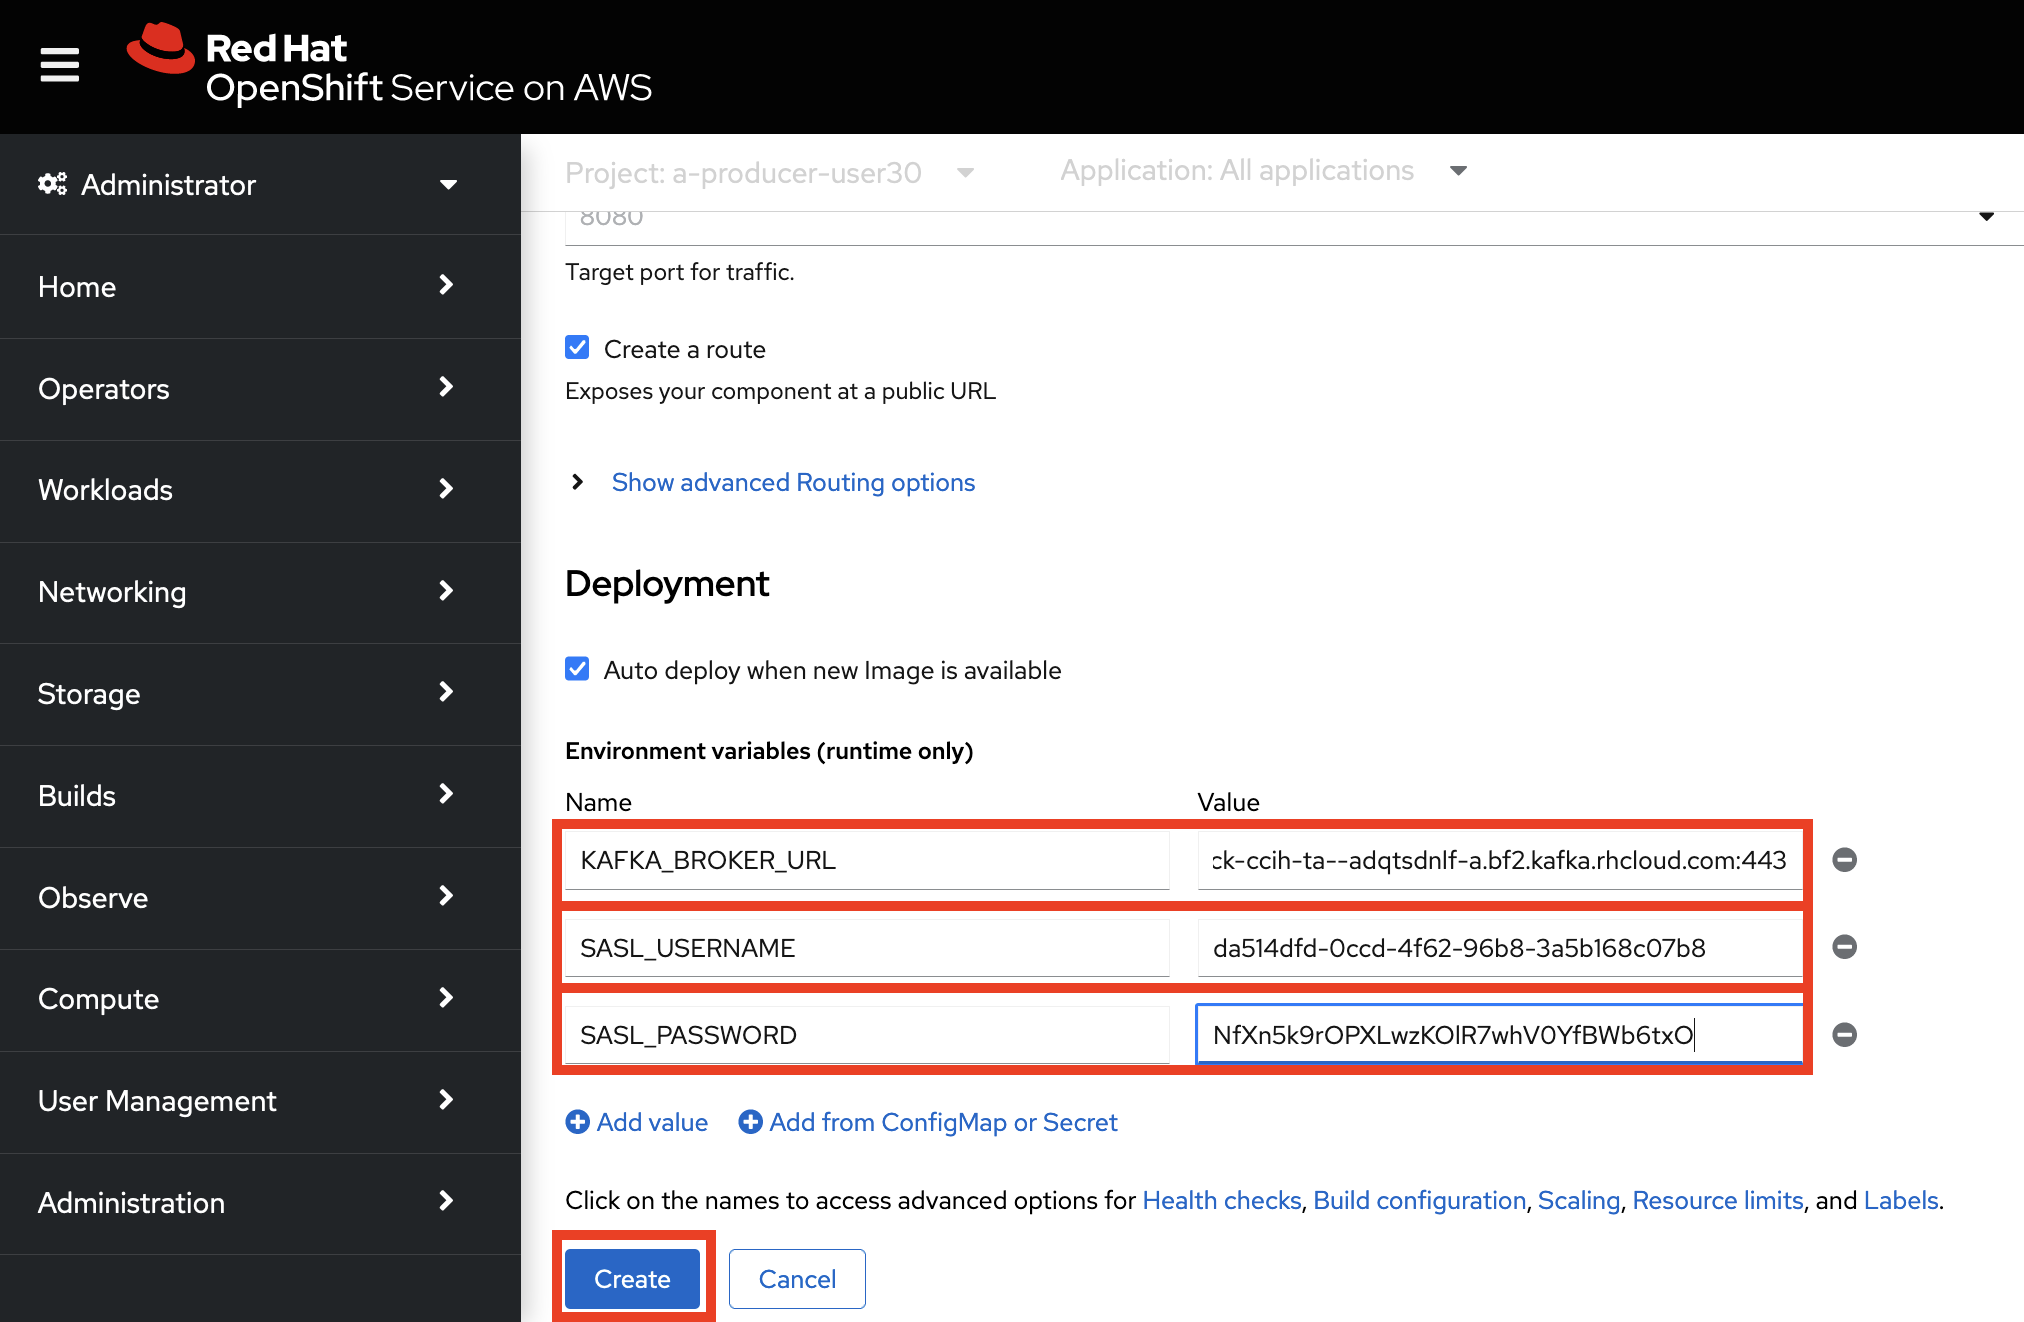 Red Hat
OpenShift Service on AWS
Administrator
Home
Operators
Workloads
Networking
Storage
Builds
Observe
Compute
User Management
Administration
Project: a-producer-user30
Application: All applications
8080
Target port for traffic.
Create a route
Exposes your component at a public URL
Show advanced Routing options
Deployment
Auto deploy when new Image is available
Environment variables (runtime only)
Name Value
KAFKA_BROKER_URL ck-ccih-ta--adqtsdnlf-a.bf2.kafka.rhcloud.com:443
SASL_USERNAME da514dfd-0ccd-4f62-96b8-3a5b168c07b8
SASL_PASSWORD NfXn5k9rOPXLwzKOlR7whV0YfBWb6txO
Add value Add from ConfigMap or Secret
Click on the names to access advanced options for Health checks, Build configuration, Scaling, Resource limits, and Labels.
Create Cancel